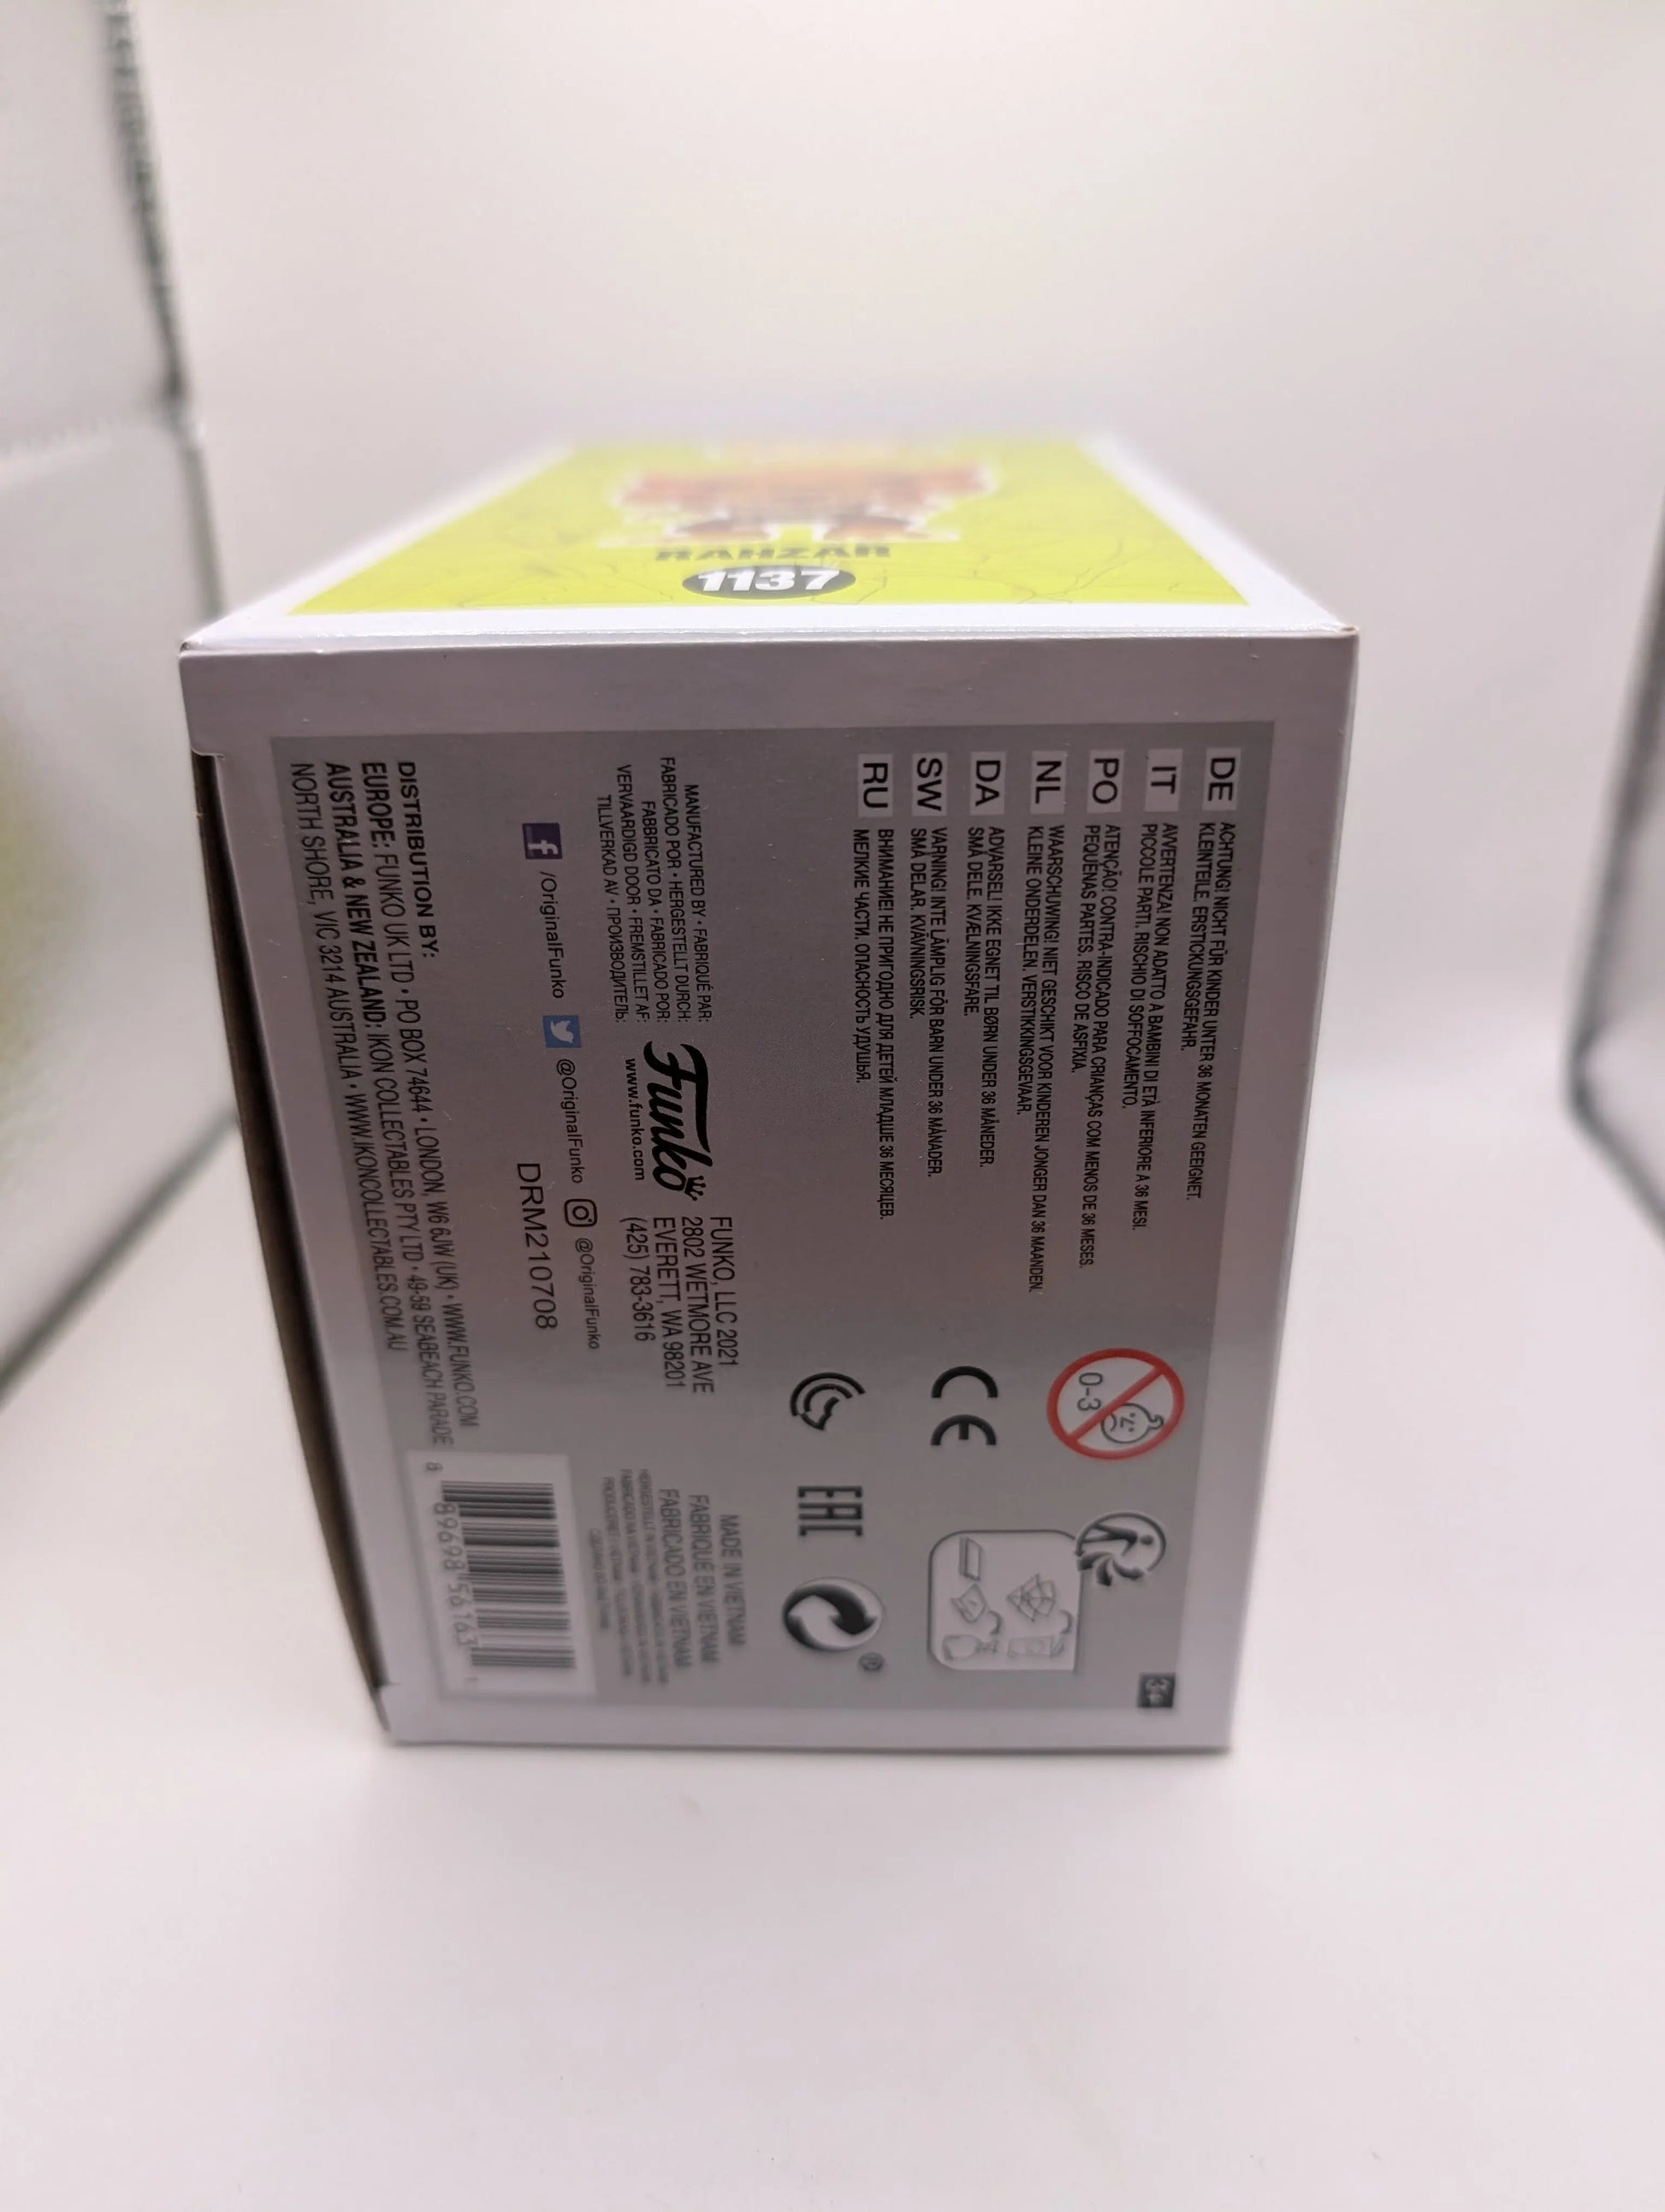 RAHZAR
1137
DE
ACHTUNG! NICHT FÜR KINDER UNTER 36 MONATEN GEEIGNET.
KLEINTEILE. ERSTICKUNGSGEFAHR.
IT
AVVERTENZA! NON ADATTO A BAMBINI DI ETÀ INFERIORE A 36 MESI.
PICCOLE PARTI. RISCHIO DI SOFFOCAMENTO.
PO
ATENÇÃO! CONTRA-INDICADO PARA CRIANÇAS COM MENOS DE 36 MESES.
PEQUENAS PARTES. RISCO DE ASFIXIA.
NL
WAARSCHUWING! NIET GESCHIKT VOOR KINDEREN JONGER DAN 36 MAANDEN.
KLEINE ONDERDELEN. VERSTIKKINGSGEVAAR.
DA
ADVARSEL! IKKE EGNET TIL BØRN UNDER 36 MÅNEDER.
SMÅ DELE. KVÆLNINGSFARE.
SW
VARNING! INTE LÄMPLIG FÖR BARN UNDER 36 MÅNADER.
SMÅ DELAR. KVÄVNINGSRISK.
RU
ВНИМАНИЕ! НЕ ПРИГОДНО ДЛЯ ДЕТЕЙ МЛАДШЕ 36 МЕСЯЦЕВ.
МЕЛКИЕ ЧАСТИ. ОПАСНОСТЬ УДУШЬЯ.
0-3
3+
CE
EAC
®
MANUFACTURED BY • FABRIQUÉ PAR:
FABRICADO POR • HERGESTELLT DURCH:
FABBRICATO DA • FABRICADO POR:
VERVAARDIGD DOOR • FREMSTILLET AF:
TILLVERKAD AV • ПРОИЗВОДИТЕЛЬ:
Funko
www.funko.com
FUNKO, LLC 2021
2802 WETMORE AVE
EVERETT, WA 98201
(425) 783-3616
MADE IN VIETNAM
FABRIQUÉ EN VIETNAM
FABRICADO EN VIETNAM
f /OriginalFunko @OriginalFunko @OriginalFunko
DRM210708
DISTRIBUTION BY:
EUROPE: FUNKO UK LTD • PO BOX 74644 • LONDON, W6 6JW (UK) • WWW.FUNKO.COM
AUSTRALIA & NEW ZEALAND: IKON COLLECTABLES PTY LTD • 49-59 SEABEACH PARADE
NORTH SHORE, VIC 3214 AUSTRALIA • WWW.IKONCOLLECTABLES.COM.AU
8 89698 56163 1